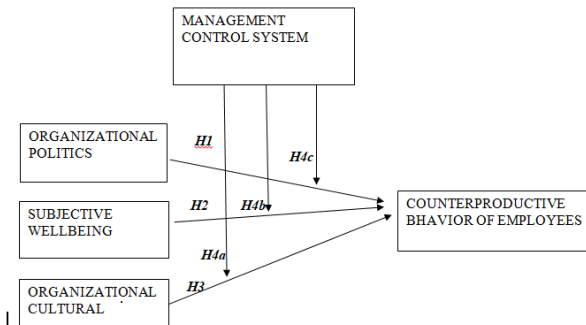 MANAGEMENT
CONTROL SYSTEM
ORGANIZATIONAL
POLITICS
H1
H4c
SUBJECTIVE
WELLBEING
H2
H4b
COUNTERPRODUCTIVE
BHAVIOR OF EMPLOYEES
H4a
H3
ORGANIZATIONAL
CULTURAL